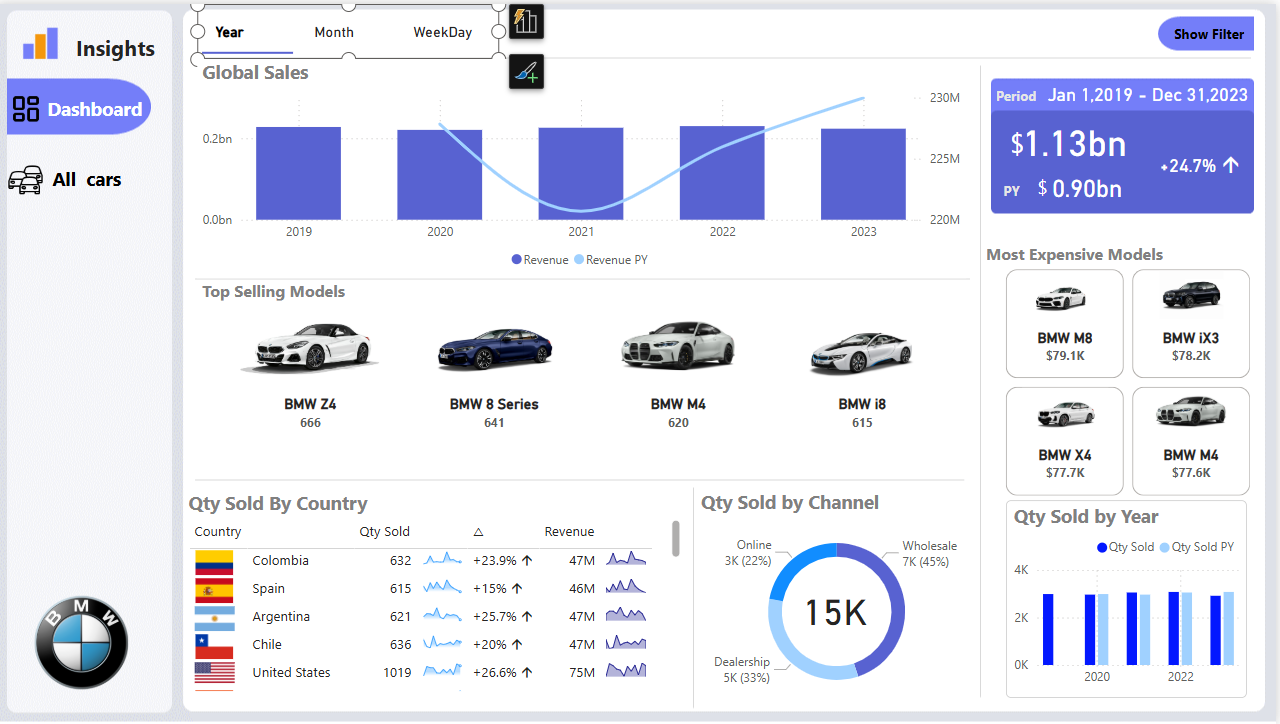 Insights
Dashboard
All cars
B M W
Year Month WeekDay
Show Filter
Global Sales
0.2bn
0.0bn
230M
225M
220M
2019 2020 2021 2022 2023
Revenue Revenue PY
Period Jan 1,2019 - Dec 31,2023
$1.13bn
+24.7%
PY $ 0.90bn
Top Selling Models
BMW Z4
666
BMW 8 Series
641
BMW M4
620
BMW i8
615
Most Expensive Models
BMW M8
$79.1K
BMW iX3
$78.2K
BMW X4
$77.7K
BMW M4
$77.6K
Qty Sold By Country
Country Qty Sold △ Revenue
Colombia 632 +23.9% ↑ 47M
Spain 615 +15% ↑ 46M
Argentina 621 +25.7% ↑ 47M
Chile 636 +20% ↑ 47M
United States 1019 +26.6% ↑ 75M
Qty Sold by Channel
Online
3K (22%)
Wholesale
7K (45%)
15K
Dealership
5K (33%)
Qty Sold by Year
Qty Sold Qty Sold PY
4K
2K
0K
2020 2022